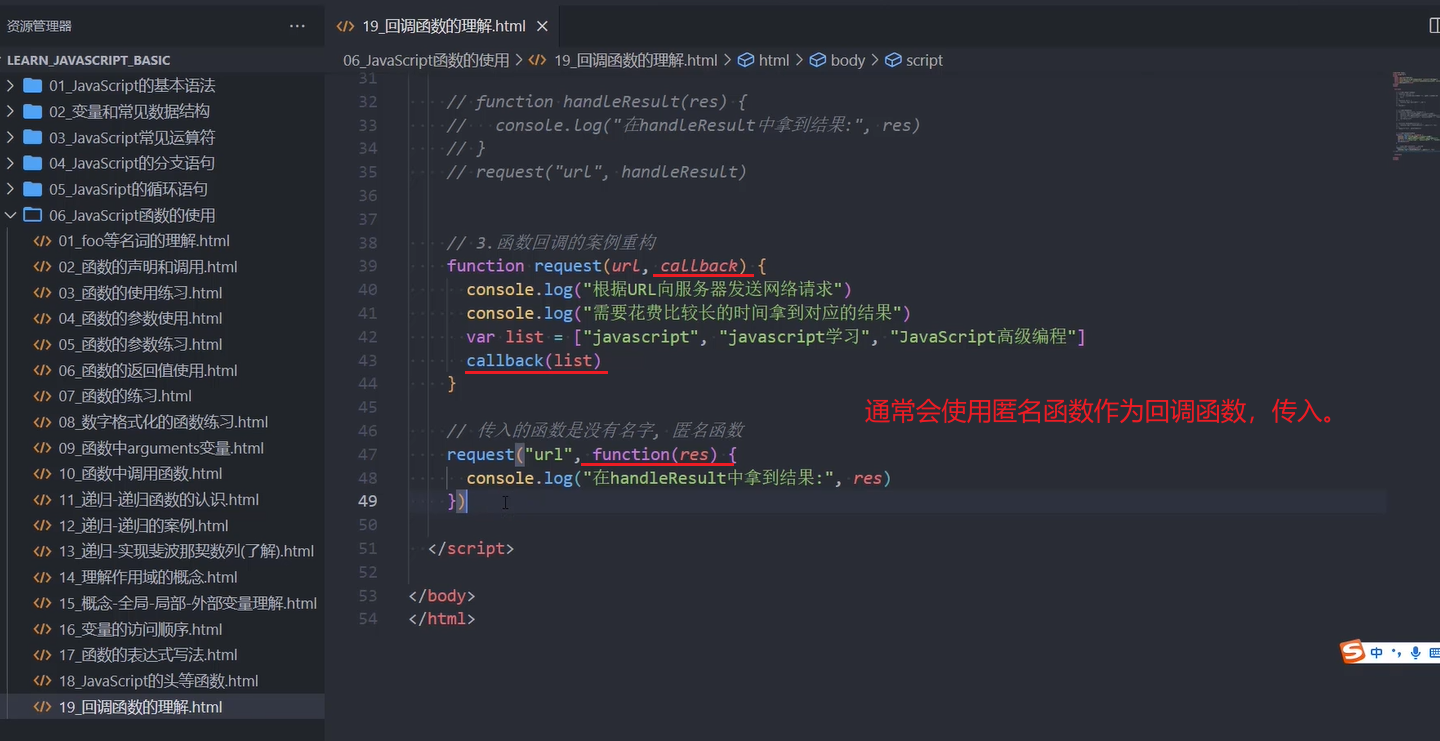 资源管理器
19_回调函数的理解.html
LEARN_JAVASCRIPT_BASIC
01_JavaScript的基本语法
02_变量和常见数据结构
03_JavaScript常见运算符
04_JavaScript的分支语句
05_JavaSript的循环语句
06_JavaScript函数的使用
01_foo等名词的理解.html
02_函数的声明和调用.html
03_函数的使用练习.html
04_函数的参数使用.html
05_函数的参数练习.html
06_函数的返回值使用.html
07_函数的练习.html
08_数字格式化的函数练习.html
09_函数中arguments变量.html
10_函数中调用函数.html
11_递归-递归函数的认识.html
12_递归-递归的案例.html
13_递归-实现斐波那契数列(了解).html
14_理解作用域的概念.html
15_概念-全局-局部-外部变量理解.html
16_变量的访问顺序.html
17_函数的表达式写法.html
18_JavaScript的头等函数.html
19_回调函数的理解.html
06_JavaScript函数的使用 > 19_回调函数的理解.html > html > body > script
31
32 // function handleResult(res) {
33 //   console.log("在handleResult中拿到结果:", res)
34 // }
35 // request("url", handleResult)
36
37
38 // 3.函数回调的案例重构
39 function request(url, callback) {
40 console.log("根据URL向服务器发送网络请求")
41 console.log("需要花费比较长的时间拿到对应的结果")
42 var list = ["javascript", "javascript学习", "JavaScript高级编程"]
43 callback(list)
44 }
45
通常会使用匿名函数作为回调函数，传入。
46 // 传入的函数是没有名字, 匿名函数
47 request("url", function(res) {
48 console.log("在handleResult中拿到结果:", res)
49 })
50
51 </script>
52
53 </body>
54 </html>
中